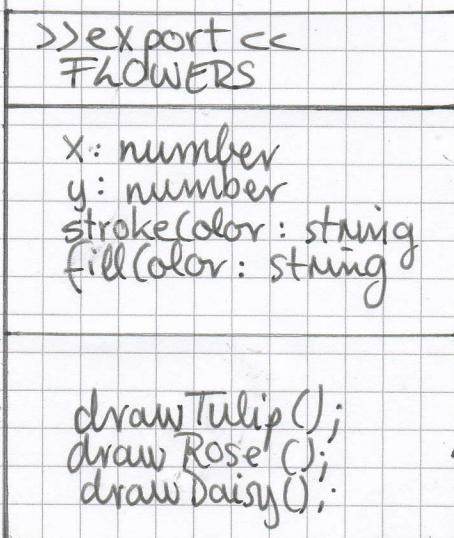 >>export<<
FLOWERS
x: number
y: number
strokeColor: string
fillColor: string
drawTulip();
drawRose();
drawDaisy();